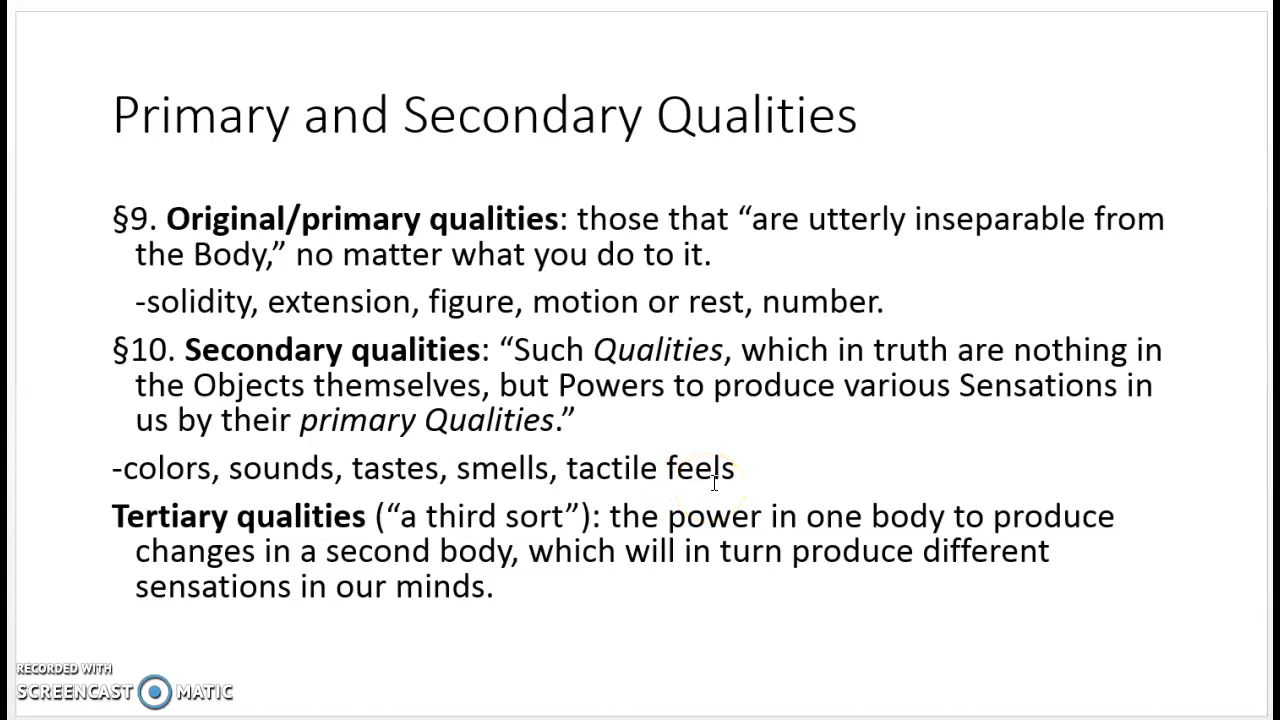 Primary and Secondary Qualities
§9. Original/primary qualities: those that “are utterly inseparable from
the Body,” no matter what you do to it.
-solidity, extension, figure, motion or rest, number.
§10. Secondary qualities: “Such Qualities, which in truth are nothing in
the Objects themselves, but Powers to produce various Sensations in
us by their primary Qualities.”
-colors, sounds, tastes, smells, tactile feels
Tertiary qualities (“a third sort”): the power in one body to produce
changes in a second body, which will in turn produce different
sensations in our minds.
RECORDED WITH
SCREENCAST MATIC